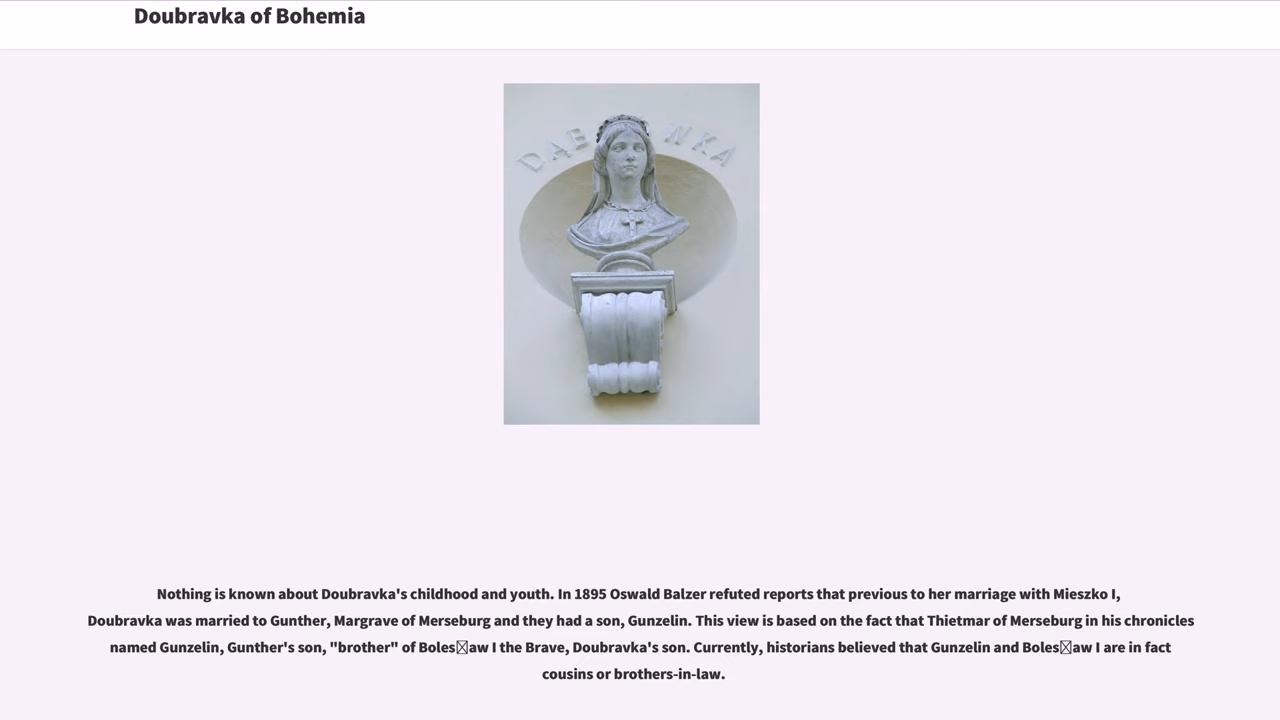 Doubravka of Bohemia
DĄBRÓWKA
Nothing is known about Doubravka's childhood and youth. In 1895 Oswald Balzer refuted reports that previous to her marriage with Mieszko I,
Doubravka was married to Gunther, Margrave of Merseburg and they had a son, Gunzelin. This view is based on the fact that Thietmar of Merseburg in his chronicles
named Gunzelin, Gunther's son, "brother" of Boles☒aw I the Brave, Doubravka's son. Currently, historians believed that Gunzelin and Boles☒aw I are in fact
cousins or brothers-in-law.